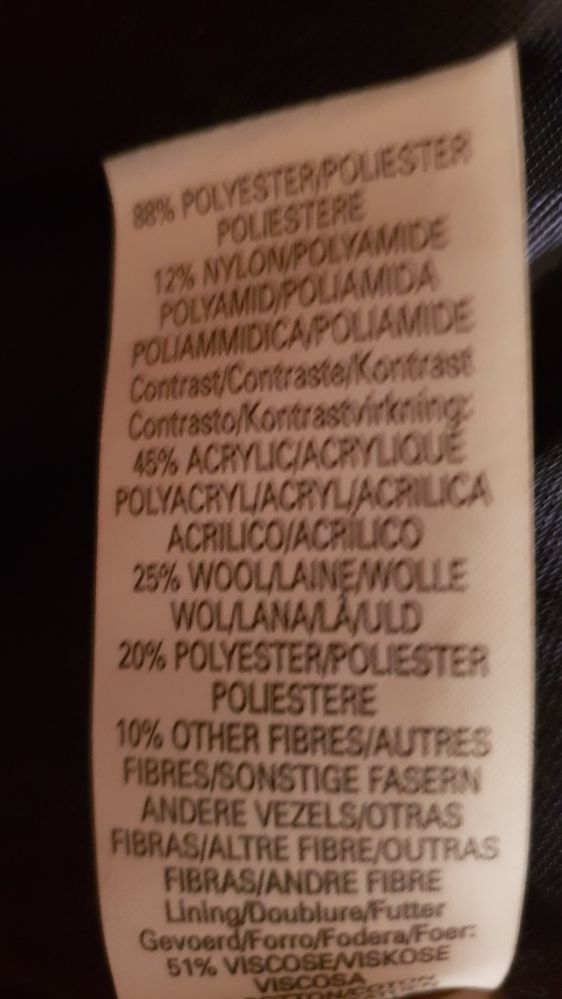 88% POLYESTER/POLIESTER
POLIESTERE
12% NYLON/POLYAMIDE
POLYAMID/POLIAMIDA
POLIAMMIDICA/POLIAMIDE
Contrast/Contraste/Kontrast
Contrasto/Kontrastvirkning:
45% ACRYLIC/ACRYLIQUE
POLYACRYL/ACRYL/ACRILICA
ACRILICO/ACRÍLICO
25% WOOL/LAINE/WOLLE
WOL/LANA/LÃ/ULD
20% POLYESTER/POLIESTER
POLIESTERE
10% OTHER FIBRES/AUTRES
FIBRES/SONSTIGE FASERN
ANDERE VEZELS/OTRAS
FIBRAS/ALTRE FIBRE/OUTRAS
FIBRAS/ANDRE FIBRE
Lining/Doublure/Futter
Gevoerd/Forro/Fodera/Foer:
51% VISCOSE/VISKOSE
VISCOSA